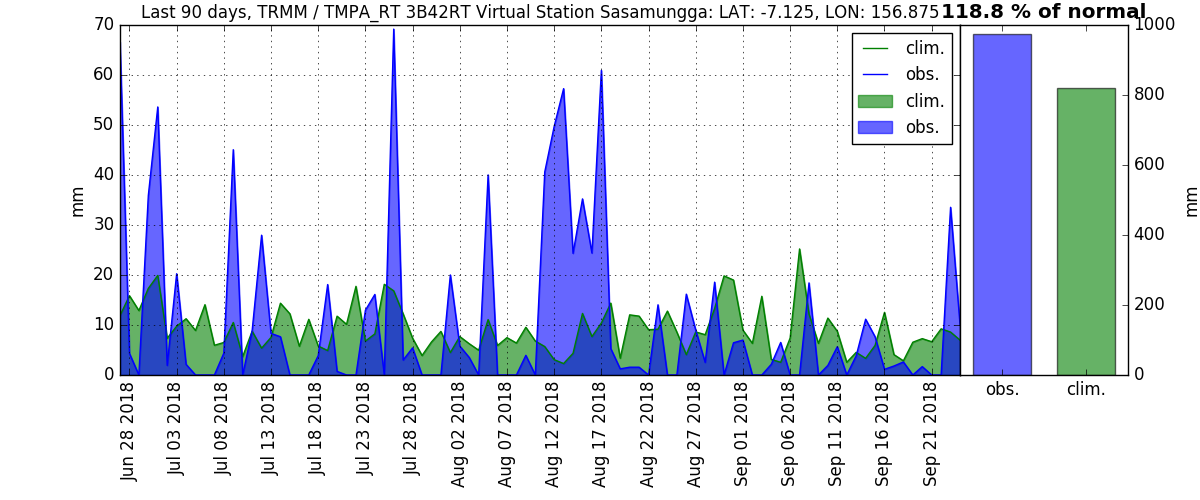 Last 90 days, TRMM / TMPA_RT 3B42RT Virtual Station Sasamungga: LAT: -7.125, LON: 156.875
118.8 % of normal
70
60
50
40
30
20
10
0
mm
clim.
obs.
clim.
obs.
Jun 28 2018
Jul 03 2018
Jul 08 2018
Jul 13 2018
Jul 18 2018
Jul 23 2018
Jul 28 2018
Aug 02 2018
Aug 07 2018
Aug 12 2018
Aug 17 2018
Aug 22 2018
Aug 27 2018
Sep 01 2018
Sep 06 2018
Sep 11 2018
Sep 16 2018
Sep 21 2018
1000
800
600
400
200
0
mm
obs.
clim.